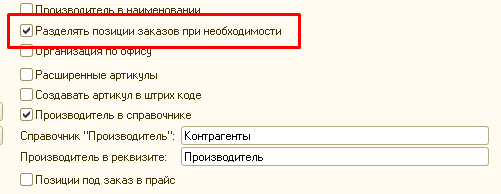 Производитель в наименовании
Разделять позиции заказов при необходимости
Организация по офису
Расширенные артикулы
Создавать артикул в штрих коде
Производитель в справочнике
Справочник "Производитель": Контрагенты
Производитель в реквизите: Производитель
Позиции под заказ в прайс